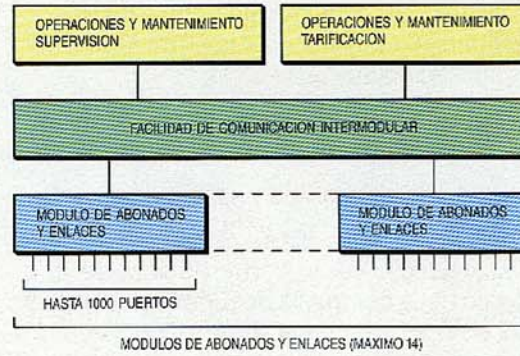 OPERACIONES Y MANTENIMIENTO
SUPERVISION
OPERACIONES Y MANTENIMIENTO
TARIFICACION
FACILIDAD DE COMUNICACION INTERMODULAR
MODULO DE ABONADOS
Y ENLACES
MODULO DE ABONADOS
Y ENLACES
HASTA 1000 PUERTOS
MODULOS DE ABONADOS Y ENLACES (MAXIMO 14)